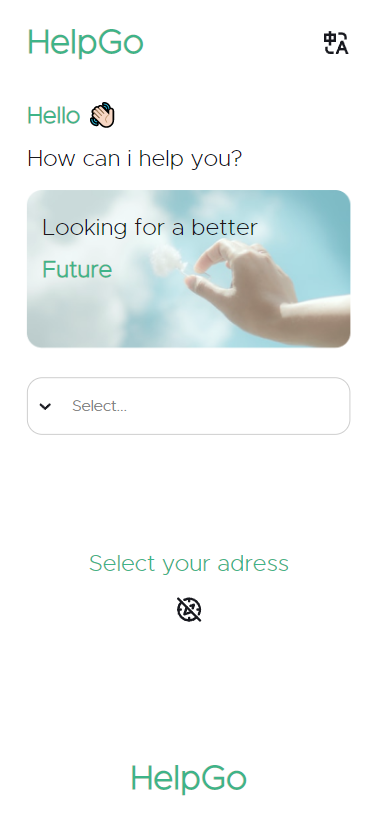 HelpGo
Hello 👋
How can i help you?
Looking for a better
Future
Select...
Select your adress
HelpGo